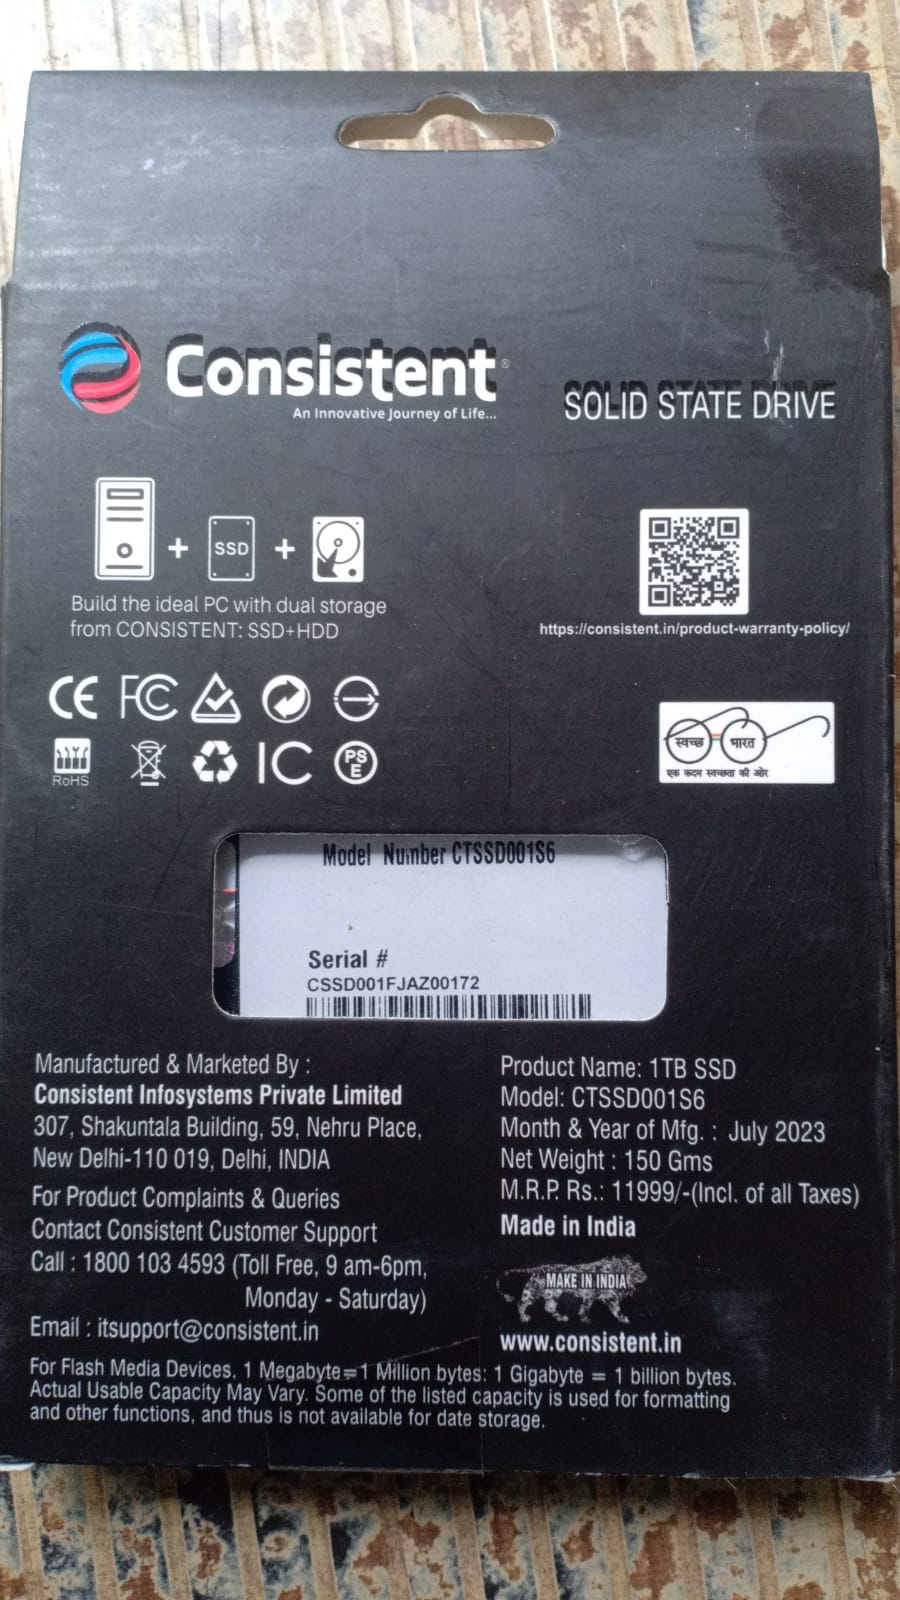 Consistent®
An Innovative Journey of Life...
SOLID STATE DRIVE
SSD
Build the ideal PC with dual storage
from CONSISTENT: SSD+HDD
https://consistent.in/product-warranty-policy/
CE FC
RoHS
IC
PS
E
स्वच्छ भारत
एक कदम स्वच्छता की ओर
Model Number CTSSD001S6
Serial #
CSSD001FJAZ00172
Manufactured & Marketed By :
Consistent Infosystems Private Limited
307, Shakuntala Building, 59, Nehru Place,
New Delhi-110 019, Delhi, INDIA
For Product Complaints & Queries
Contact Consistent Customer Support
Call : 1800 103 4593 (Toll Free, 9 am-6pm,
Monday - Saturday)
Email : itsupport@consistent.in
Product Name: 1TB SSD
Model: CTSSD001S6
Month & Year of Mfg. : July 2023
Net Weight : 150 Gms
M.R.P. Rs.: 11999/-(Incl. of all Taxes)
Made in India
MAKE IN INDIA
www.consistent.in
For Flash Media Devices, 1 Megabyte=1 Million bytes: 1 Gigabyte = 1 billion bytes.
Actual Usable Capacity May Vary. Some of the listed capacity is used for formatting
and other functions, and thus is not available for date storage.